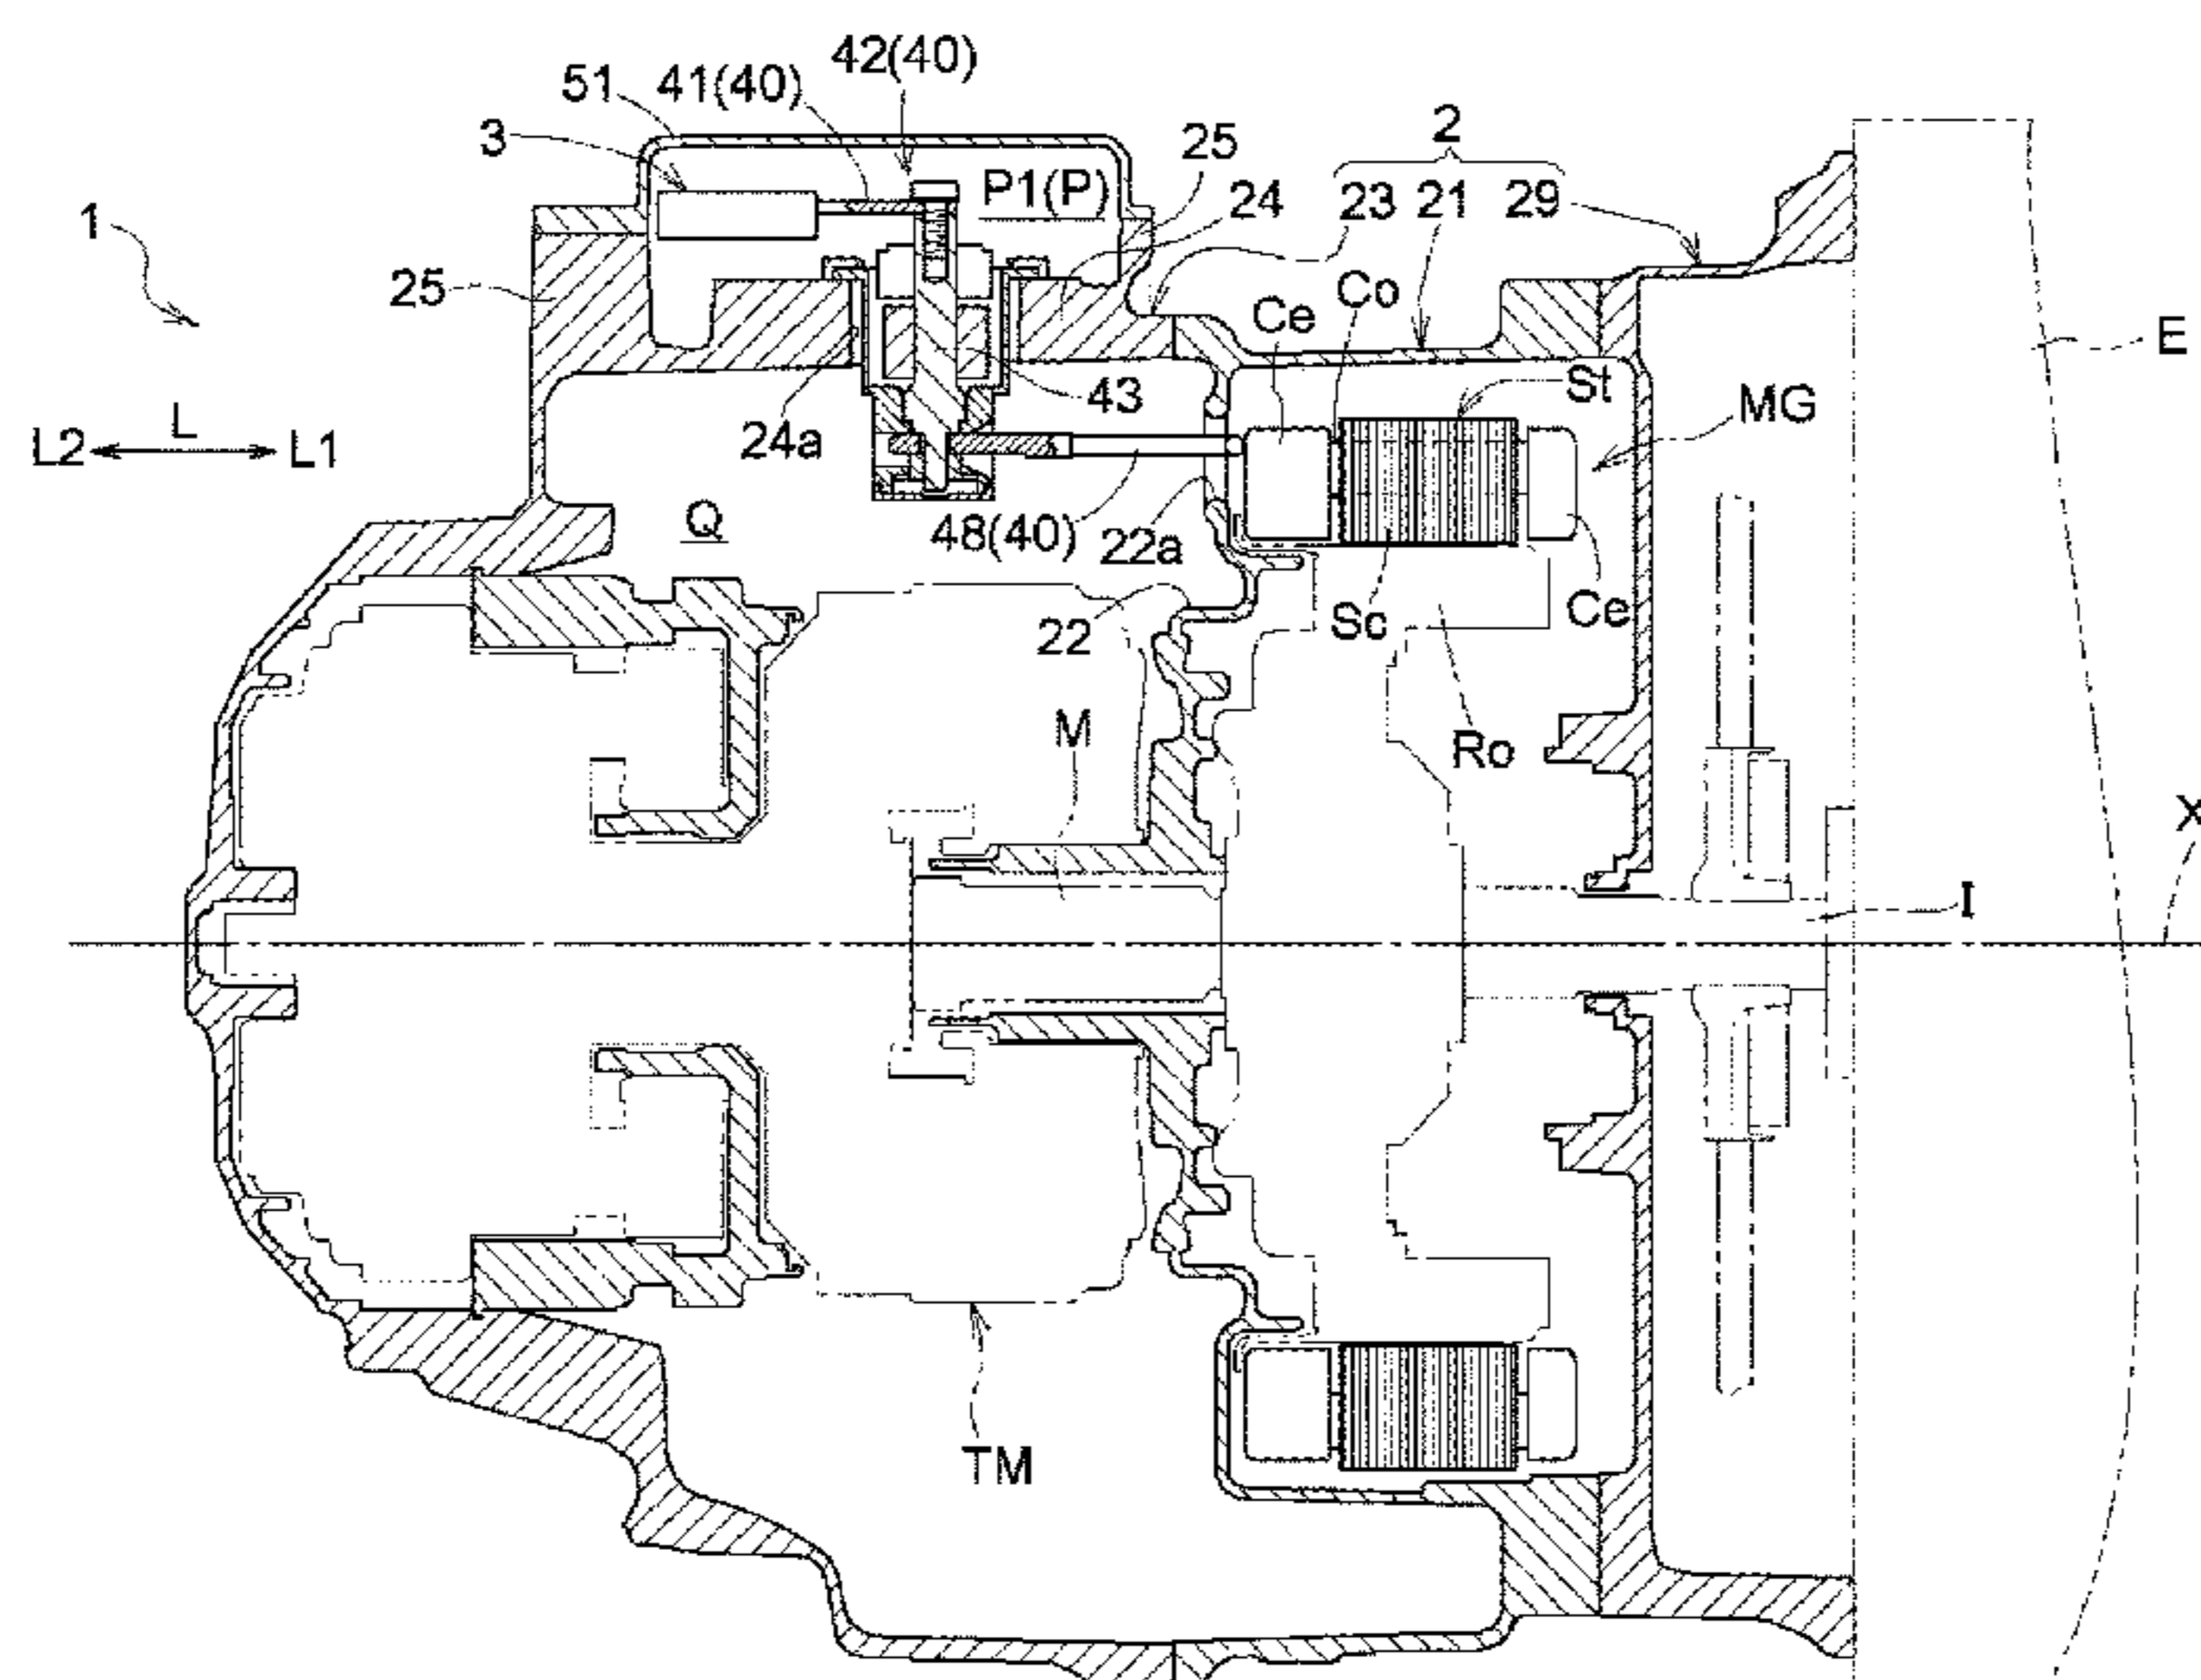 42(40)
51 41(40)
3 25 2
P1(P) 24 23 21 29
1
25 Ce Co E
St
43 MG
L
L2 L1 24a
Q 48(40) 22a
22 Sc Ce
M Ro
X
I
TM